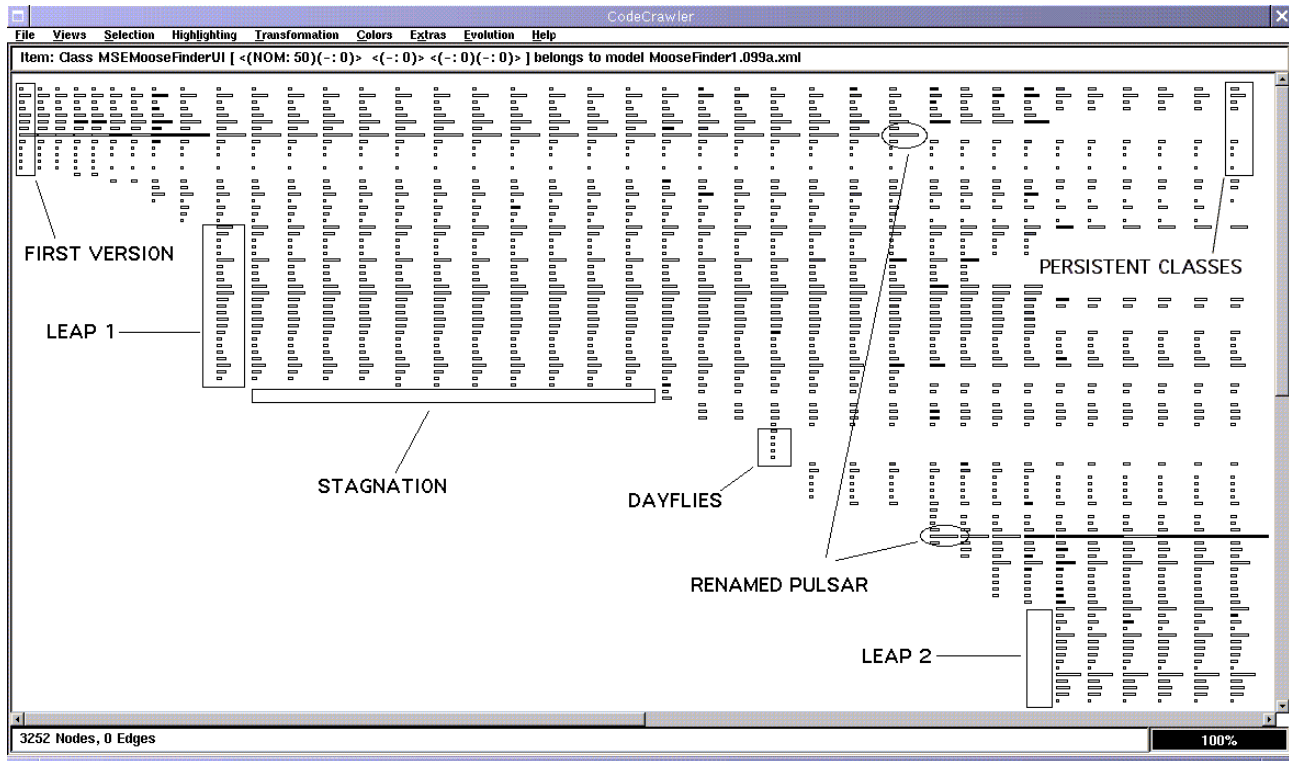 CodeCrawler
File Views Selection Highlighting Transformation Colors Extras Evolution Help
Item: Class MSEMooseFinderUI [ <(NOM: 50)(-: 0)> <(-: 0)> <(-: 0)(-: 0)> ] belongs to model MooseFinder1.099a.xml
FIRST VERSION
PERSISTENT CLASSES
LEAP 1
STAGNATION
DAYFLIES
RENAMED PULSAR
LEAP 2
3252 Nodes, 0 Edges
100%